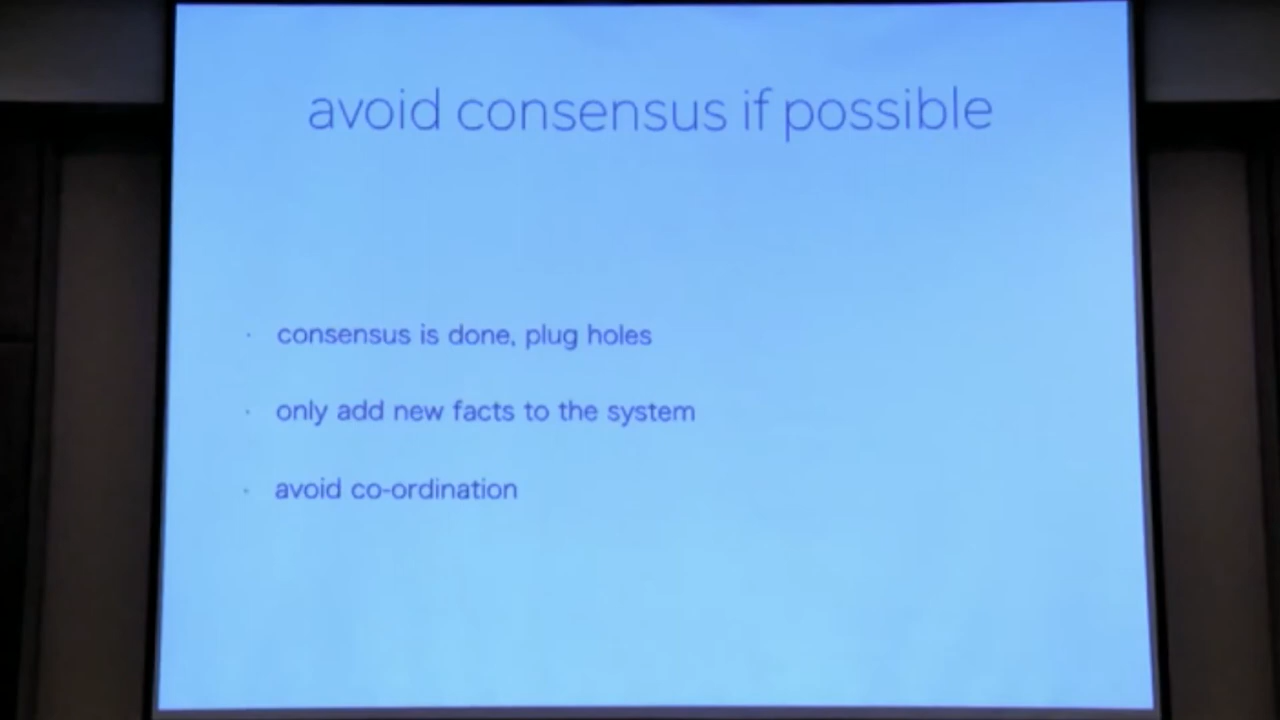 avoid consensus if possible
· consensus is done, plug holes
· only add new facts to the system
· avoid co-ordination